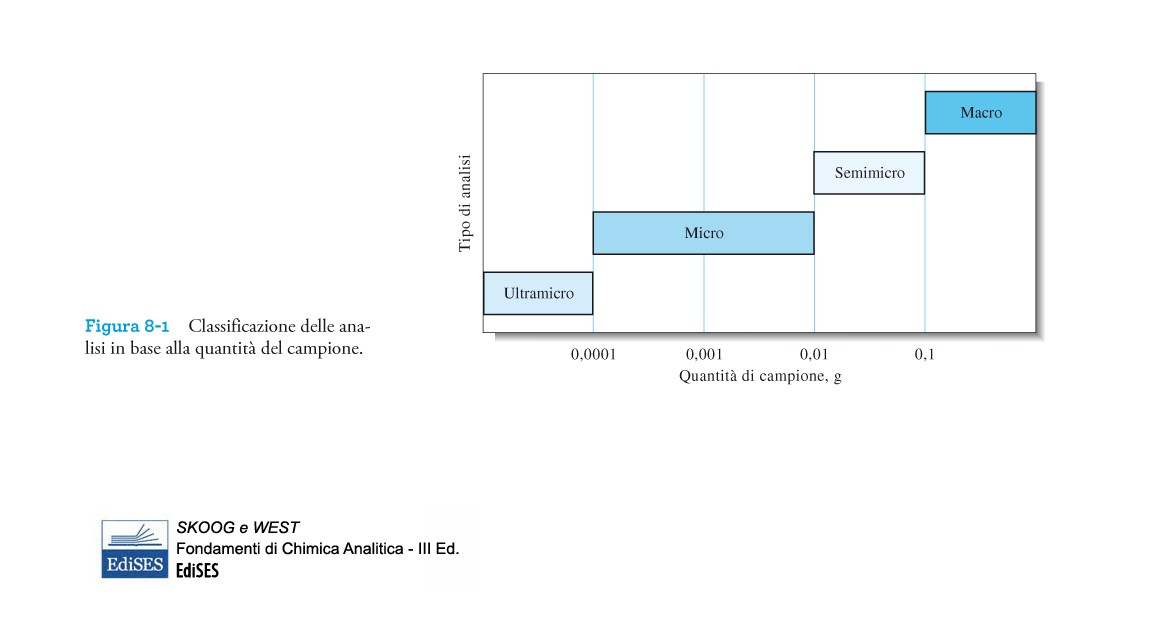 Macro
Semimicro
Micro
Ultramicro
Tipo di analisi
0,0001 0,001 0,01 0,1
Quantità di campione, g
Figura 8-1 Classificazione delle ana-
lisi in base alla quantità del campione.
EdiSES
SKOOG e WEST
Fondamenti di Chimica Analitica - III Ed.
EdiSES